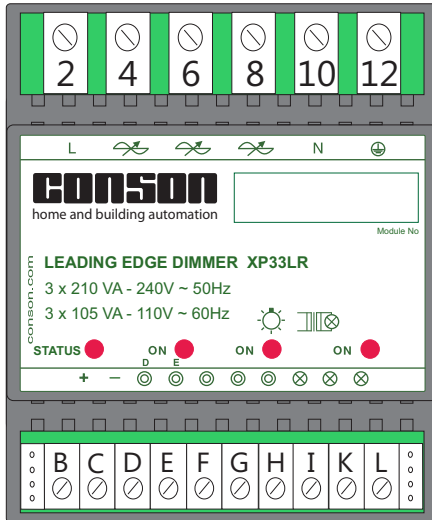 2 4 6 8 10 12
L N
CONSON
home and building automation
Module No
conson.com
LEADING EDGE DIMMER XP33LR
3 x 210 VA - 240V ~ 50Hz
3 x 105 VA - 110V ~ 60Hz
STATUS ON ON ON
D E
+ –
B C D E F G H I K L